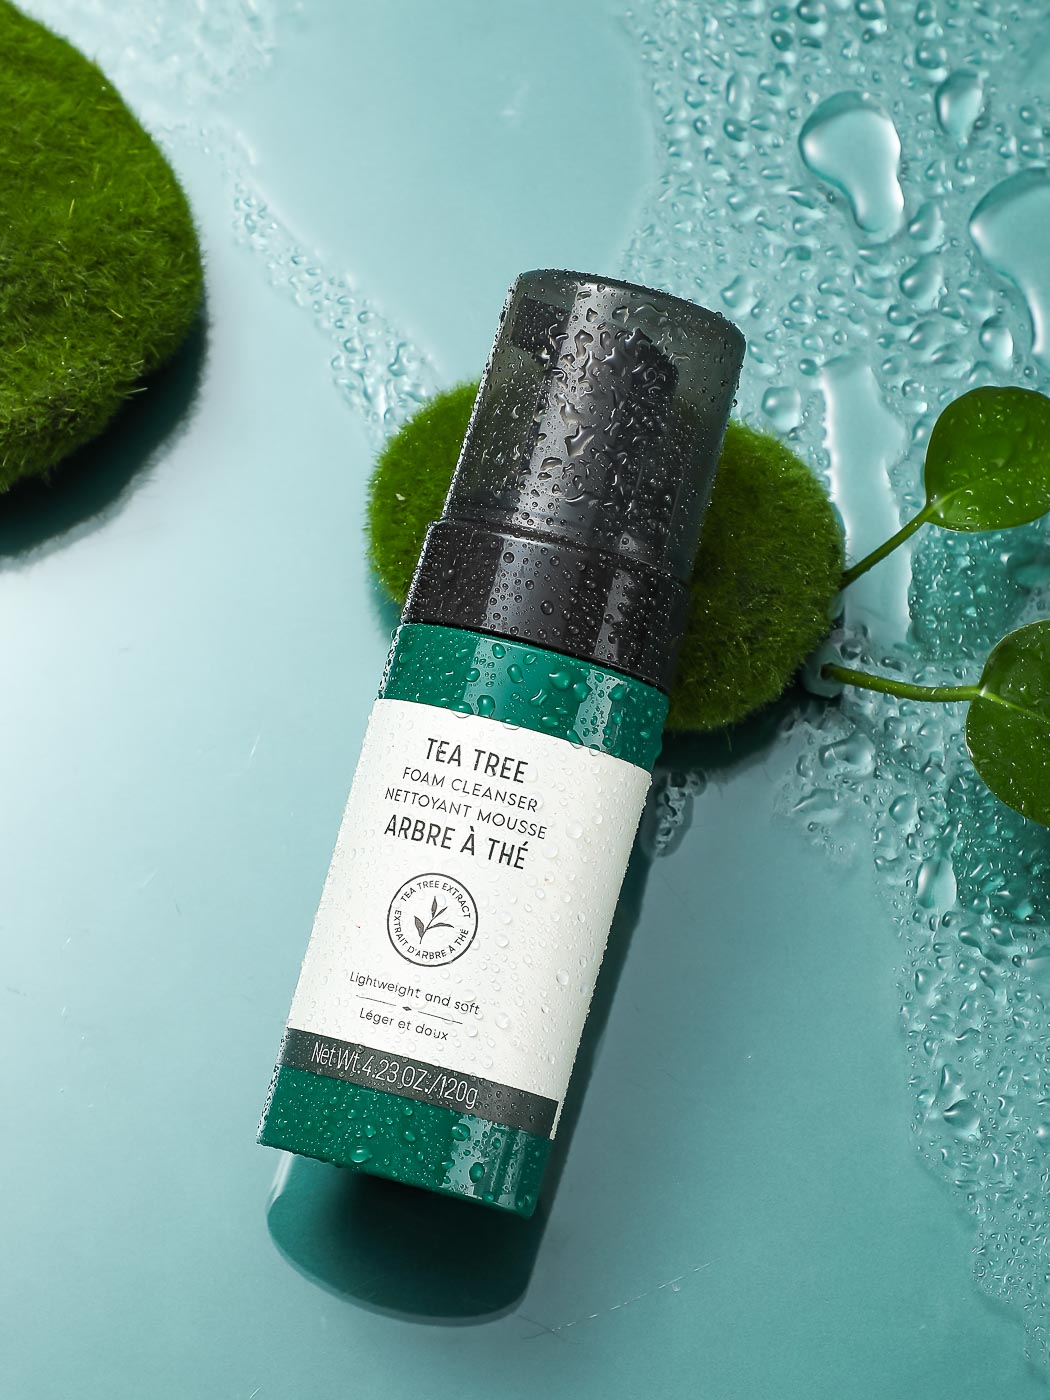 TEA TREE
FOAM CLEANSER
NETTOYANT MOUSSE
ARBRE À THÉ
TEA TREE EXTRACT
EXTRAIT D'ARBRE À THÉ
Lightweight and soft
Léger et doux
Net Wt.4.23 OZ./120g